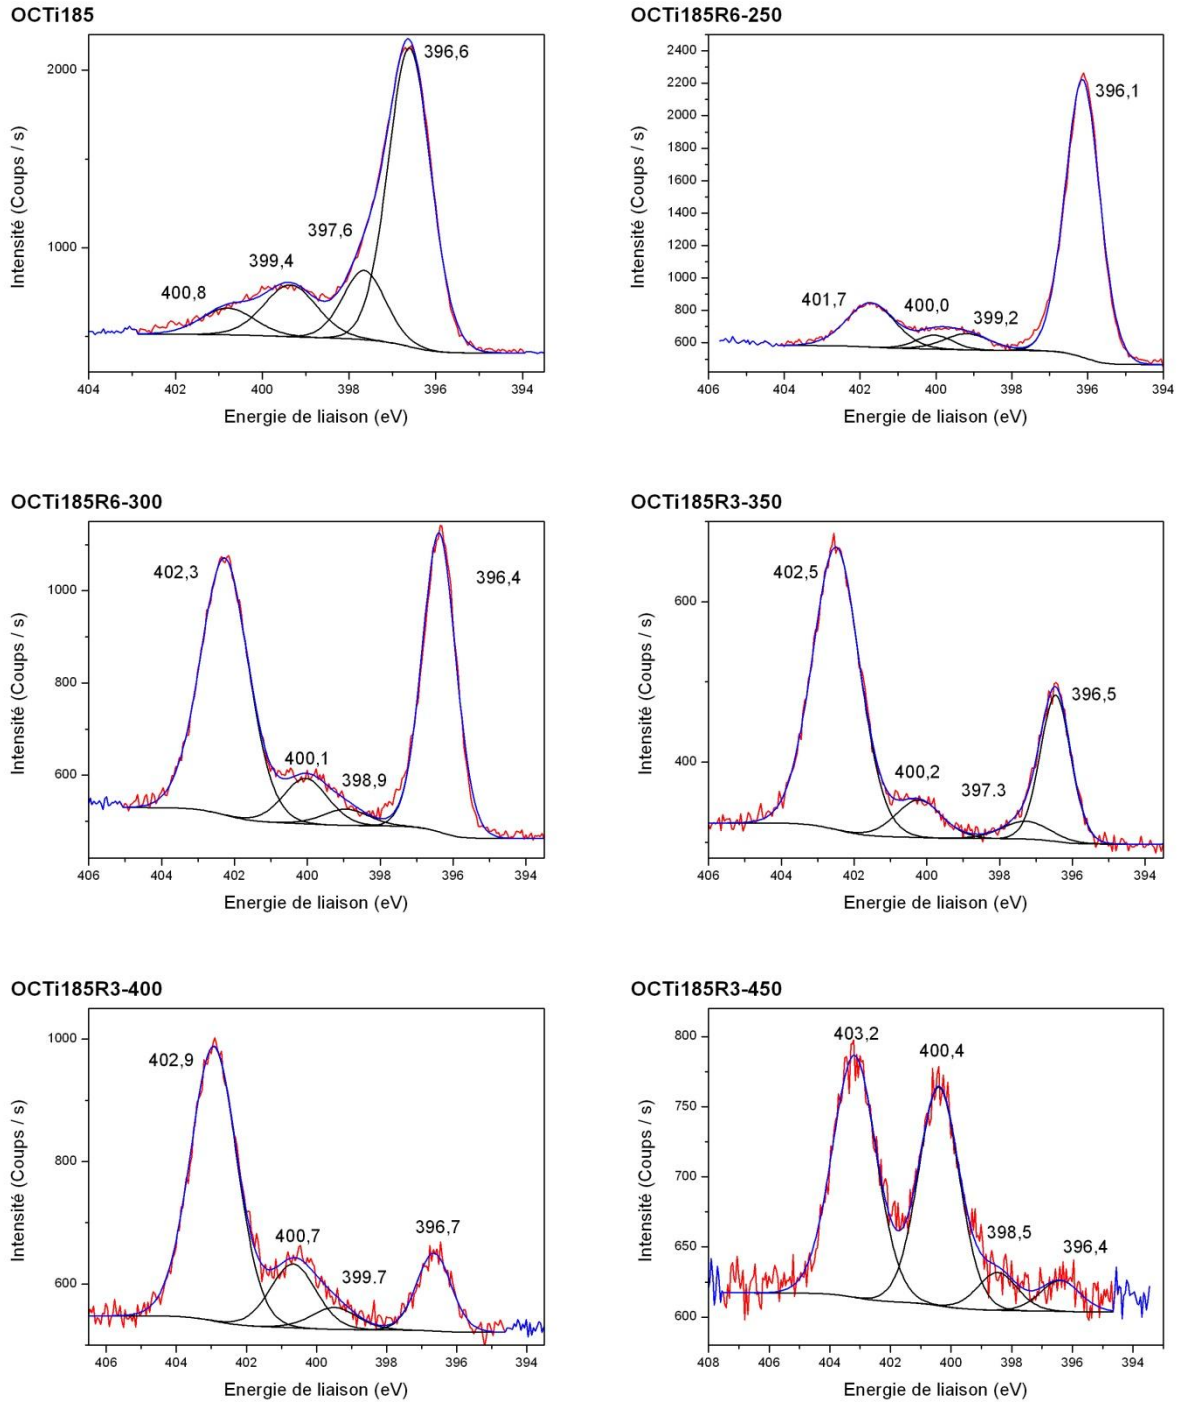 OCTi185
OCTi185R6-250
2000
1000
Intensité (Coups / s)
396,6
397,6
399,4
400,8
404 402 400 398 396 394
Energie de liaison (eV)
2400
2200
2000
1800
1600
1400
1200
1000
800
600
Intensité (Coups / s)
396,1
401,7
400,0
399,2
406 404 402 400 398 396 394
Energie de liaison (eV)
OCTi185R6-300
OCTi185R3-350
1000
800
600
Intensité (Coups / s)
402,3
396,4
400,1
398,9
406 404 402 400 398 396 394
Energie de liaison (eV)
600
400
Intensité (Coups / s)
402,5
396,5
400,2
397.3
406 404 402 400 398 396 394
Energie de liaison (eV)
OCTi185R3-400
OCTi185R3-450
1000
800
600
Intensité (Coups / s)
402,9
400,7
396,7
399.7
406 404 402 400 398 396 394
Energie de liaison (eV)
800
750
700
650
600
Intensité (Coups / s)
403,2
400,4
398,5
396,4
408 406 404 402 400 398 396 394
Energie de liaison (eV)